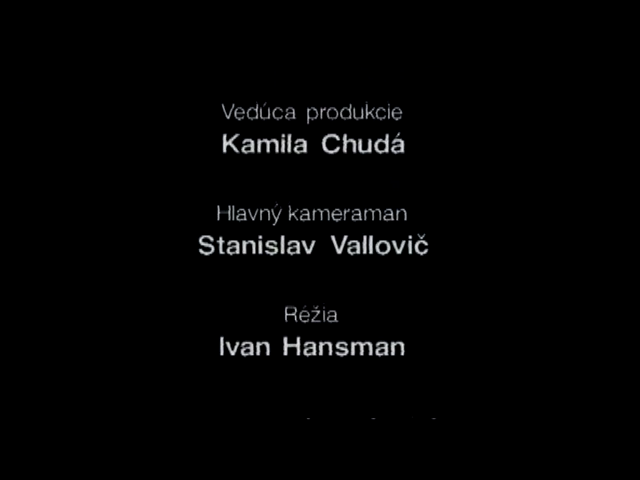 Vedúca produkcie
Kamila Chudá
Hlavný kameraman
Stanislav Vallovič
Réžia
Ivan Hansman